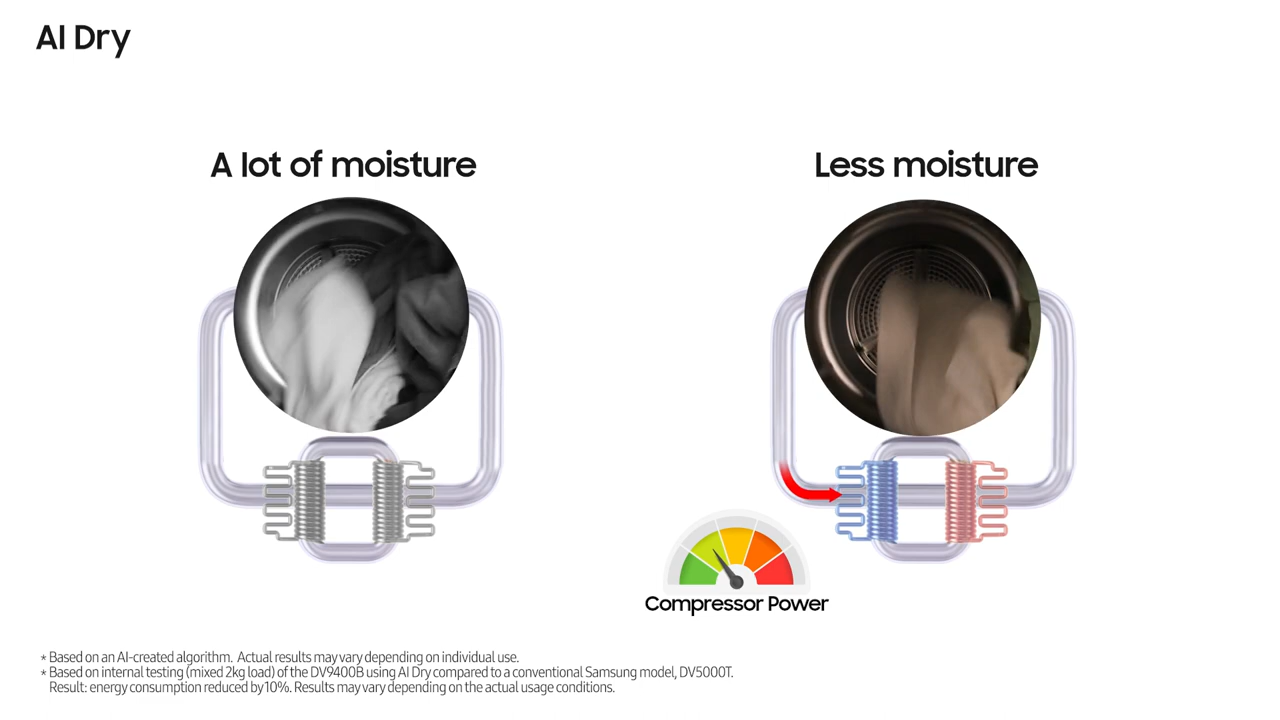 AI Dry
A lot of moisture
Less moisture
Compressor Power
* Based on an AI-created algorithm. Actual results may vary depending on individual use.
* Based on internal testing (mixed 2kg load) of the DV9400B using AI Dry compared to a conventional Samsung model, DV5000T.
Result: energy consumption reduced by 10%. Results may vary depending on the actual usage conditions.